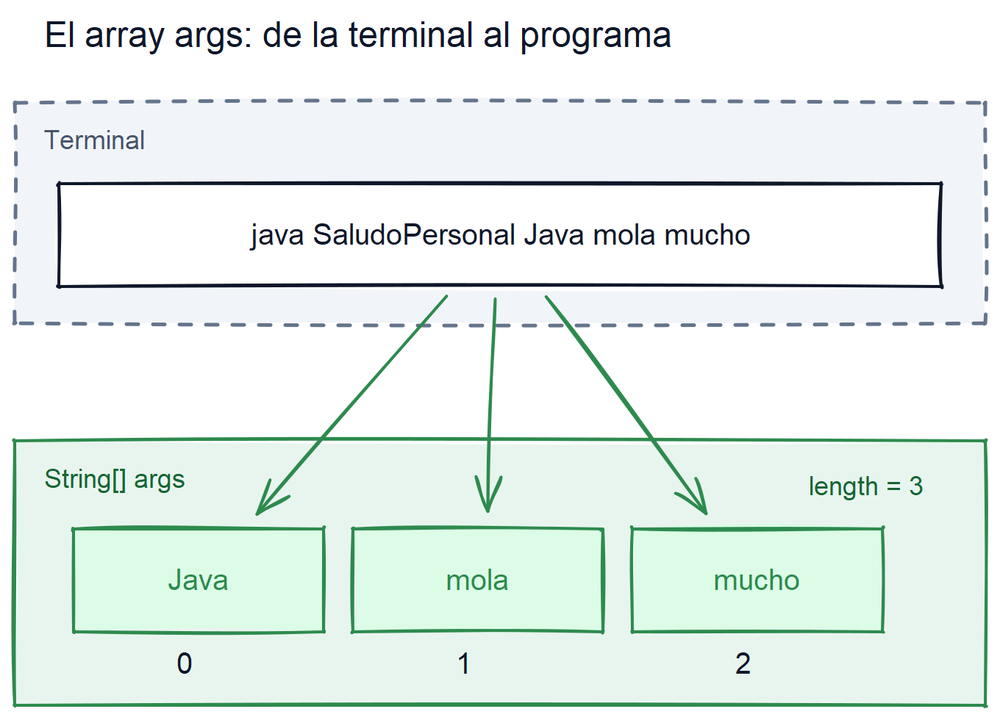 El array args: de la terminal al programa
Terminal
java SaludoPersonal Java mola mucho
String[] args
length = 3
Java
mola
mucho
0
1
2